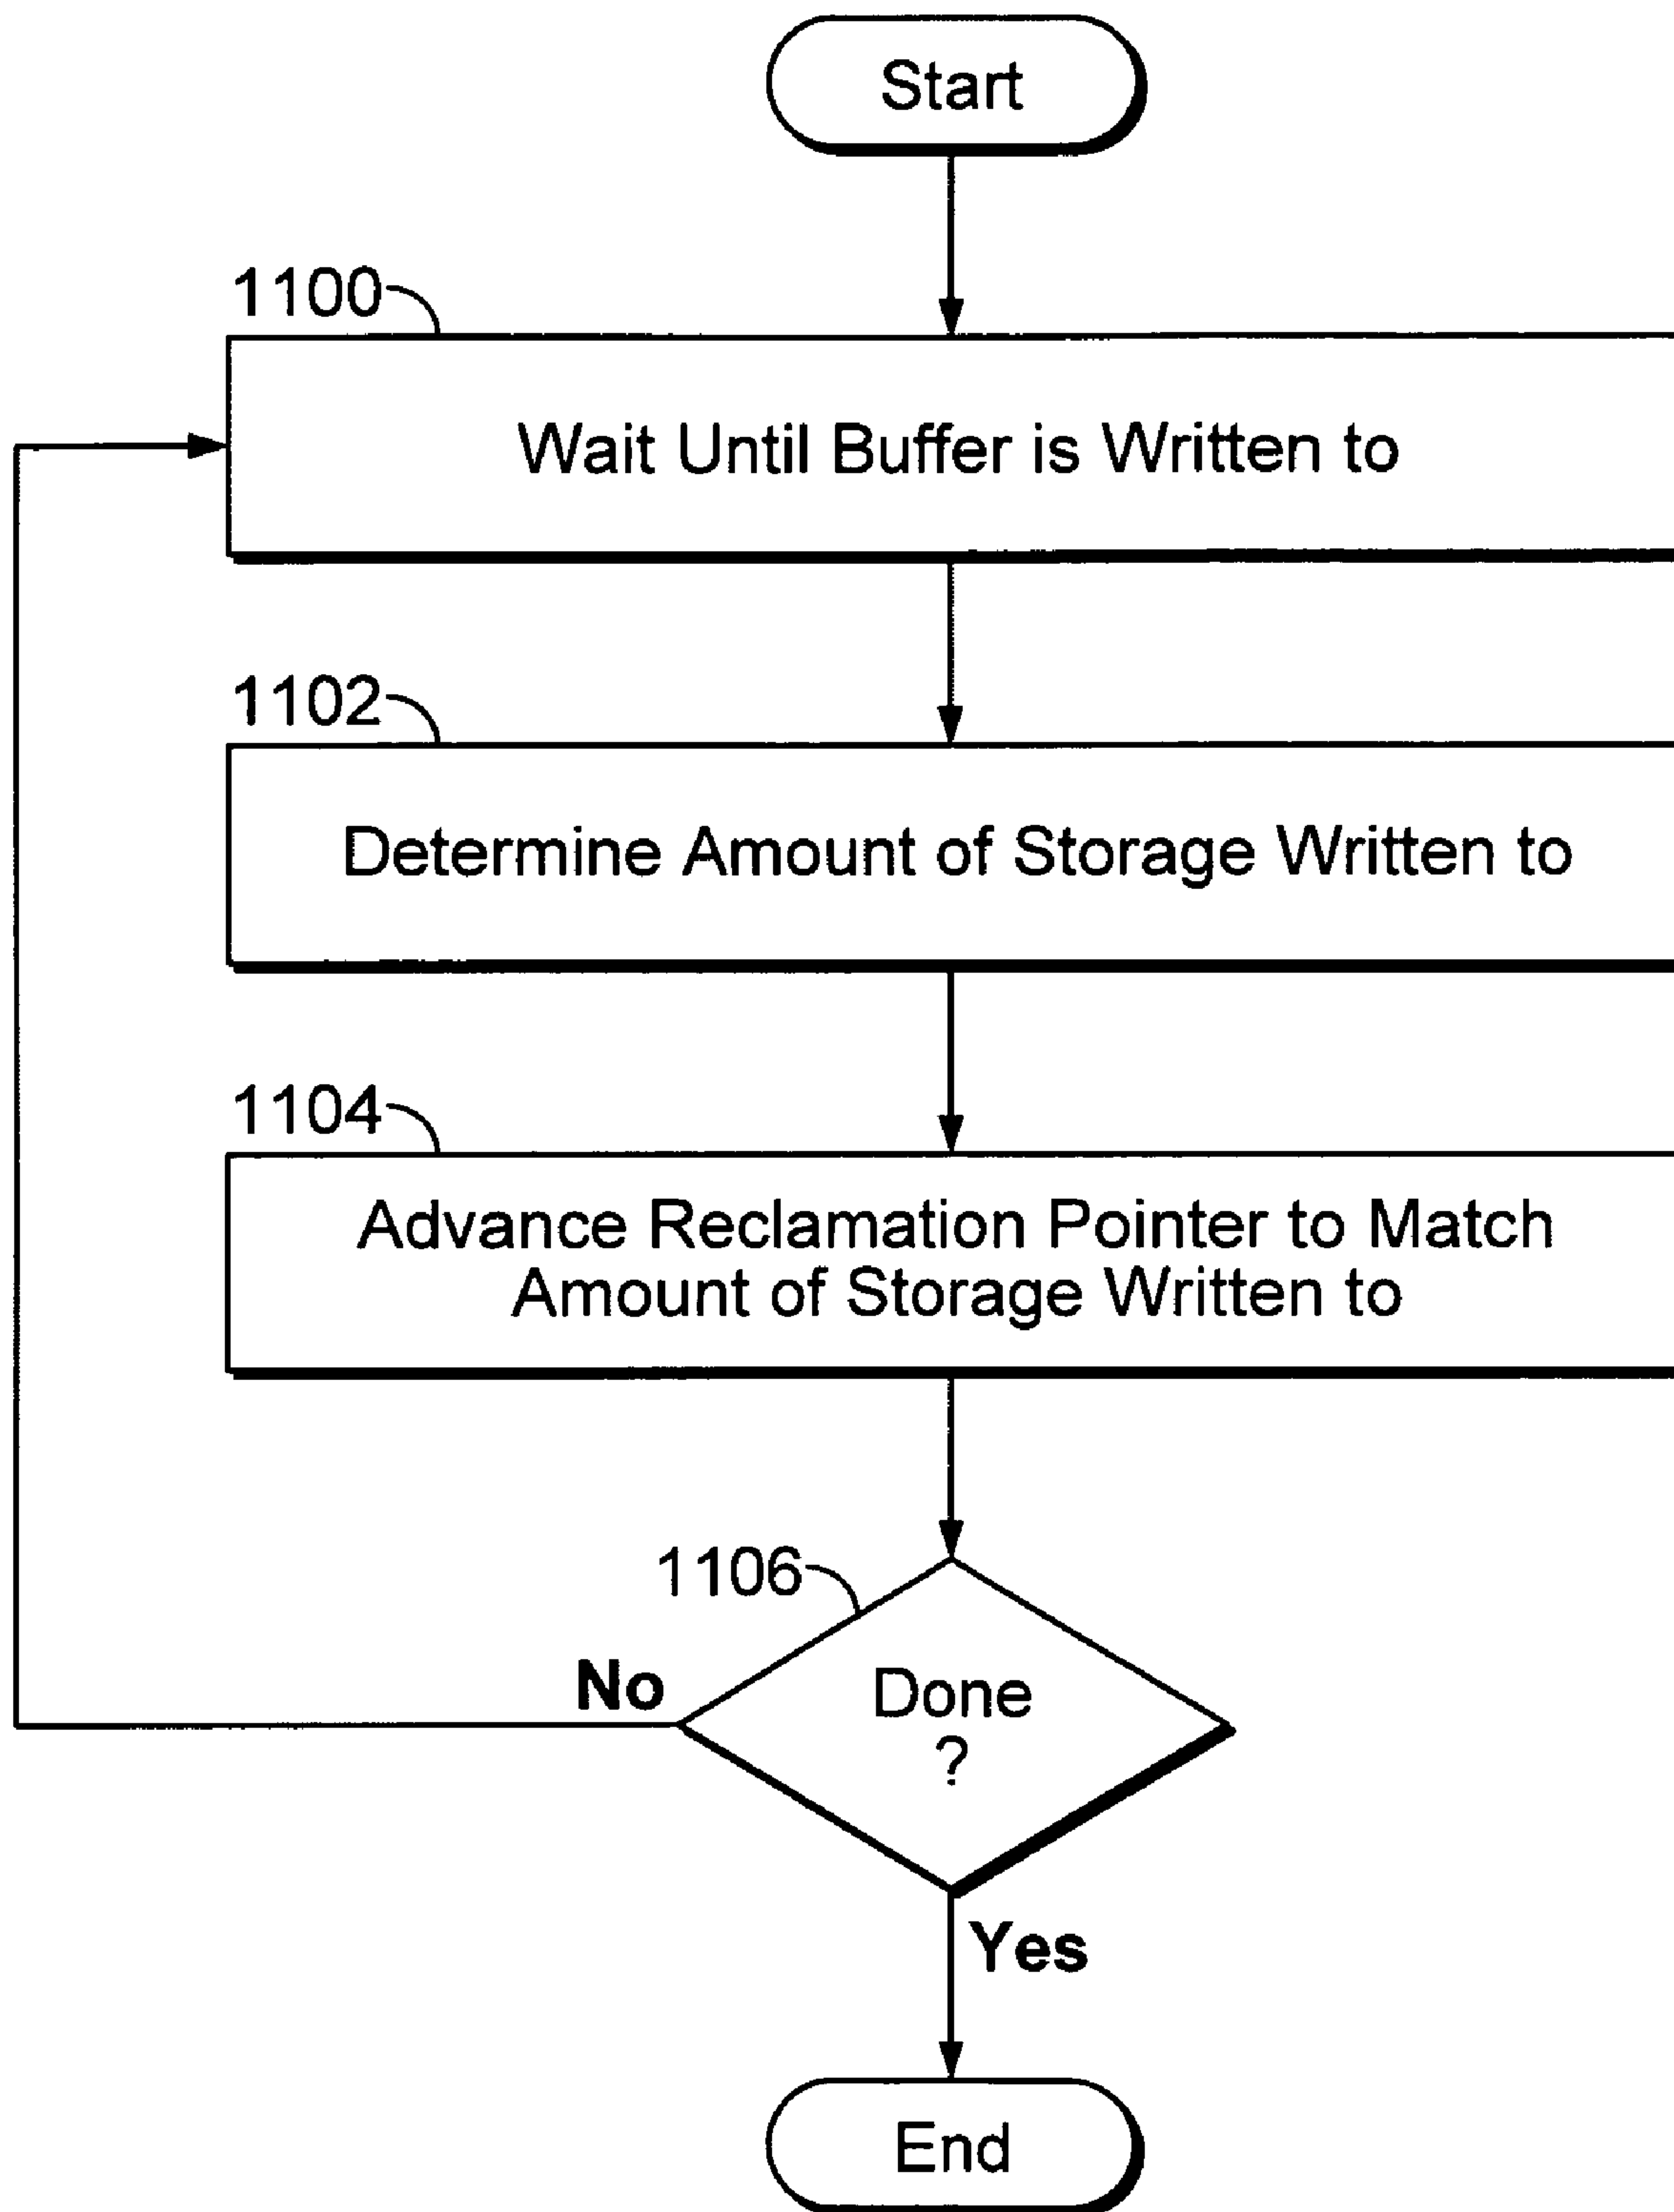 Start
1100
Wait Until Buffer is Written to
1102
Determine Amount of Storage Written to
1104
Advance Reclamation Pointer to Match
Amount of Storage Written to
1106
Done
?
No
Yes
End